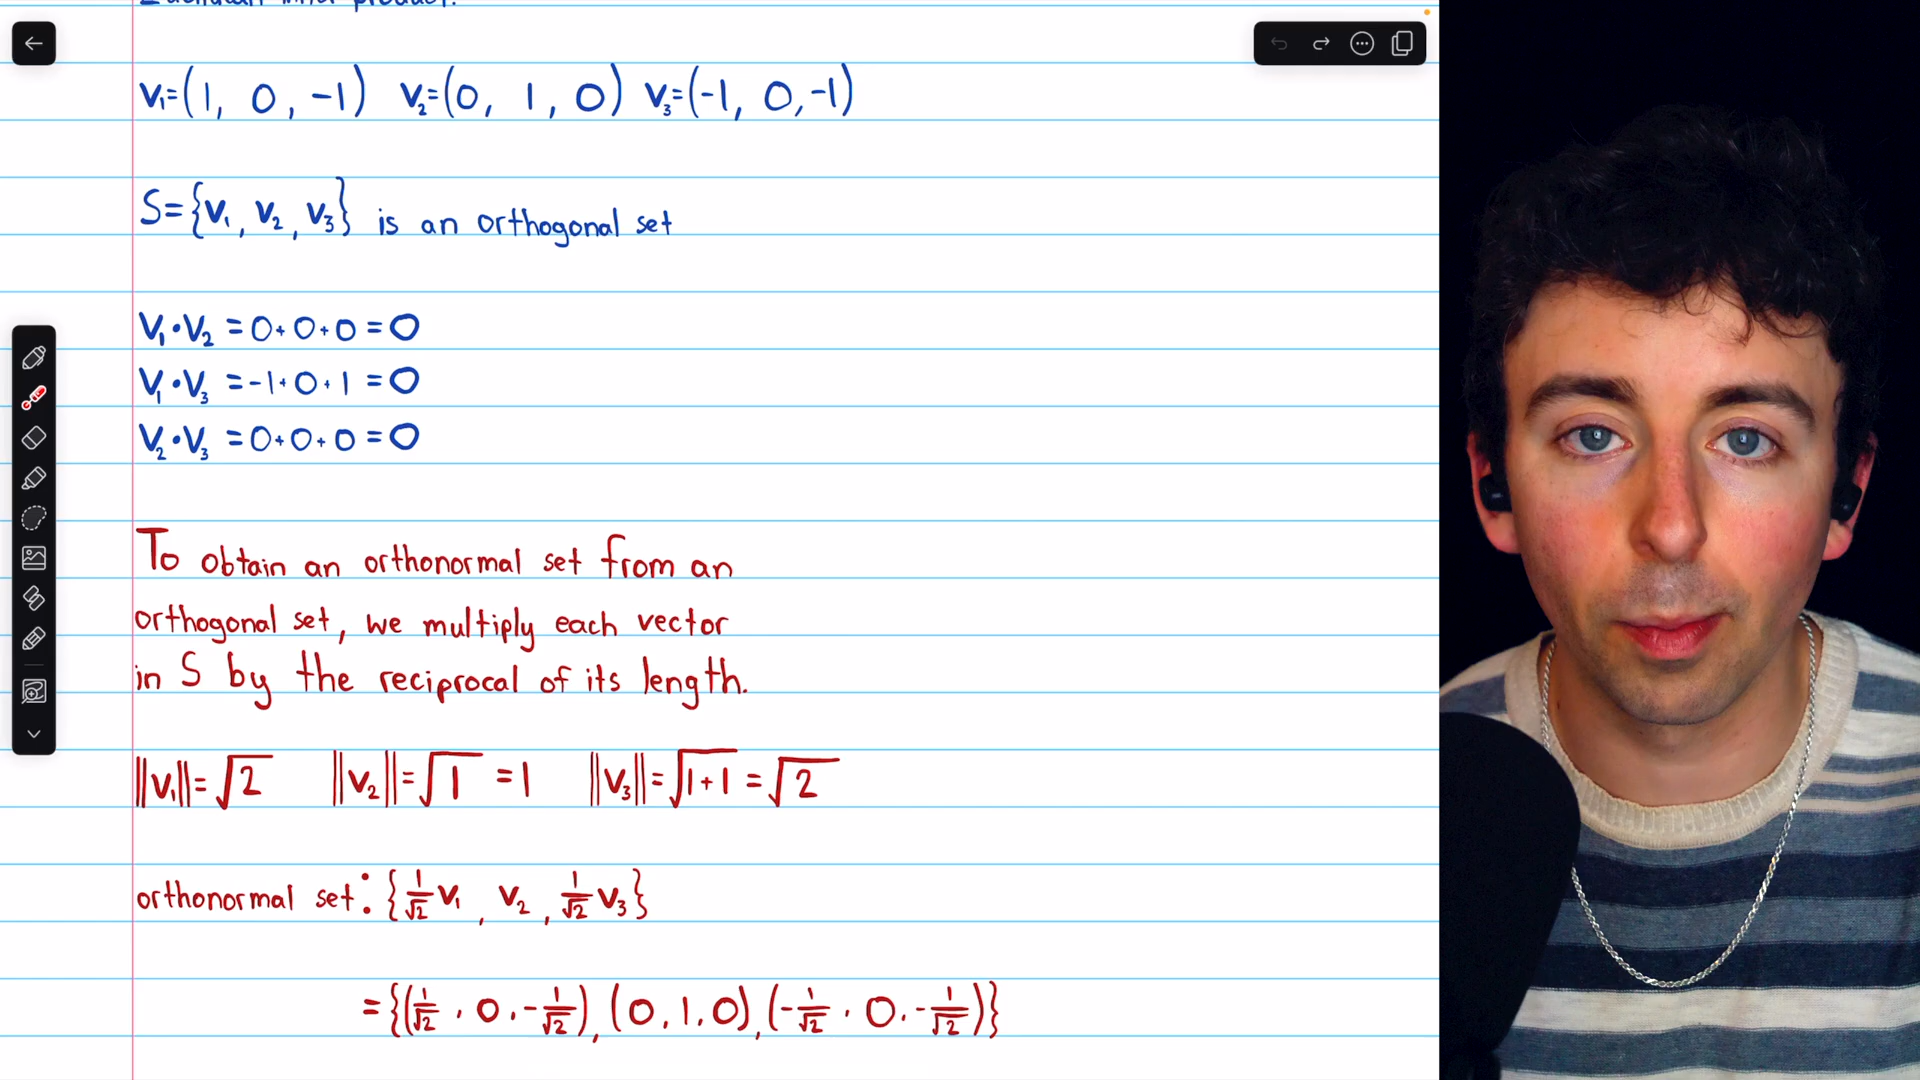 Euclidean inner product.
V₁=(1, 0, -1) V₂=(0, 1, 0) V₃=(-1, 0,-1)
S={V₁, V₂, V₃} is an orthogonal set
V₁•V₂ = 0+0+0 = 0
V₁•V₃ = -1+0+1 = 0
V₂•V₃ = 0+0+0 = 0
To obtain an orthonormal set from an
orthogonal set, we multiply each vector
in S by the reciprocal of its length.
||V₁|| = √2 ||V₂|| = √1 = 1 ||V₃|| = √1+1 = √2
orthonormal set: {1/√2 V₁, V₂, 1/√2 V₃}
= {(1/√2, 0, -1/√2), (0, 1, 0), (-1/√2, 0, -1/√2)}